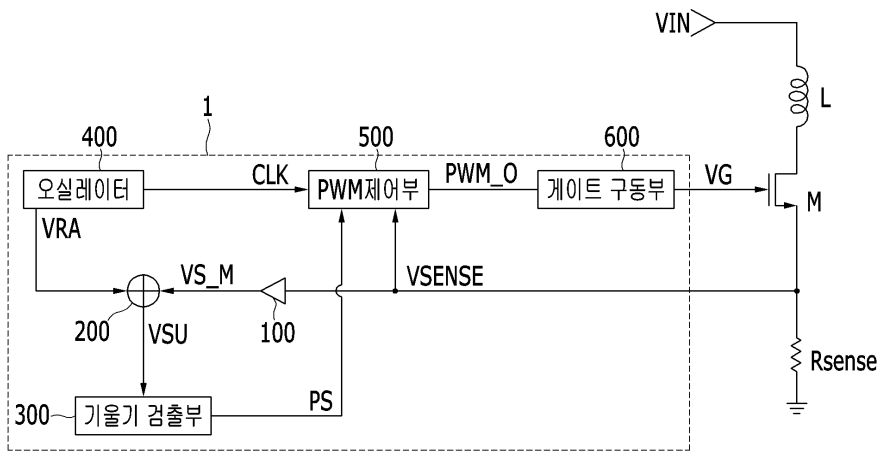 VIN
L
1
400
500
600
오실레이터
CLK
PWM제어부
PWM_O
게이트 구동부
VG
M
VRA
VS_M
VSENSE
200
VSU
100
Rsense
300
기울기 검출부
PS